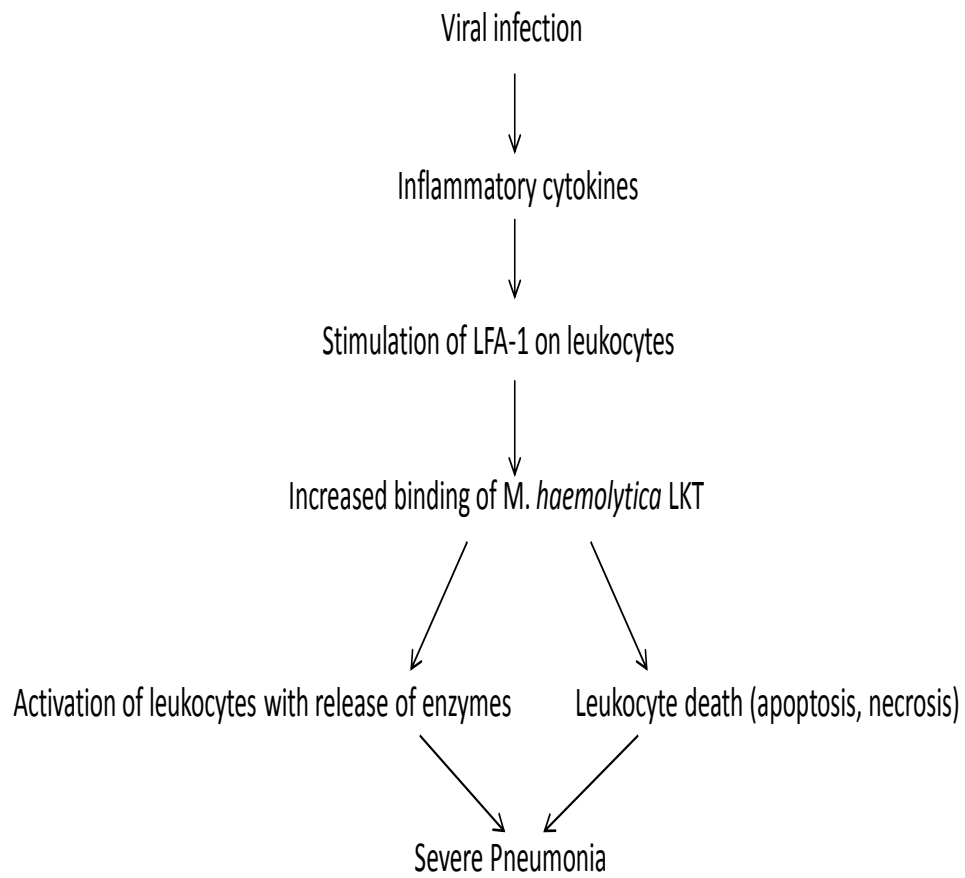 Viral infection
Inflammatory cytokines
Stimulation of LFA-1 on leukocytes
Increased binding of M. haemolytica LKT
Activation of leukocytes with release of enzymes
Leukocyte death (apoptosis, necrosis)
Severe Pneumonia